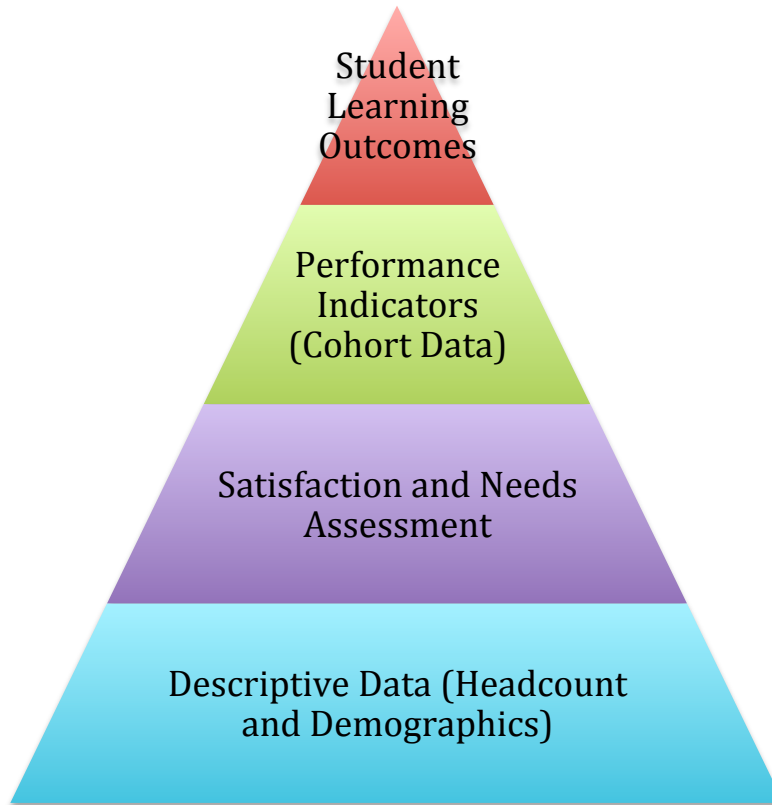 Student
Learning
Outcomes
Performance
Indicators
(Cohort Data)
Satisfaction and Needs
Assessment
Descriptive Data (Headcount
and Demographics)